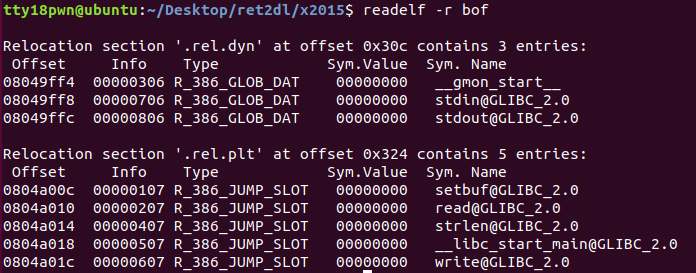 tty18pwn@ubuntu:~/Desktop/ret2dl/x2015$ readelf -r bof
Relocation section '.rel.dyn' at offset 0x30c contains 3 entries:
Offset Info Type Sym.Value Sym. Name
08049ff4 00000306 R_386_GLOB_DAT 00000000 __gmon_start__
08049ff8 00000706 R_386_GLOB_DAT 00000000 stdin@GLIBC_2.0
08049ffc 00000806 R_386_GLOB_DAT 00000000 stdout@GLIBC_2.0
Relocation section '.rel.plt' at offset 0x324 contains 5 entries:
Offset Info Type Sym.Value Sym. Name
0804a00c 00000107 R_386_JUMP_SLOT 00000000 setbuf@GLIBC_2.0
0804a010 00000207 R_386_JUMP_SLOT 00000000 read@GLIBC_2.0
0804a014 00000407 R_386_JUMP_SLOT 00000000 strlen@GLIBC_2.0
0804a018 00000507 R_386_JUMP_SLOT 00000000 __libc_start_main@GLIBC_2.0
0804a01c 00000607 R_386_JUMP_SLOT 00000000 write@GLIBC_2.0